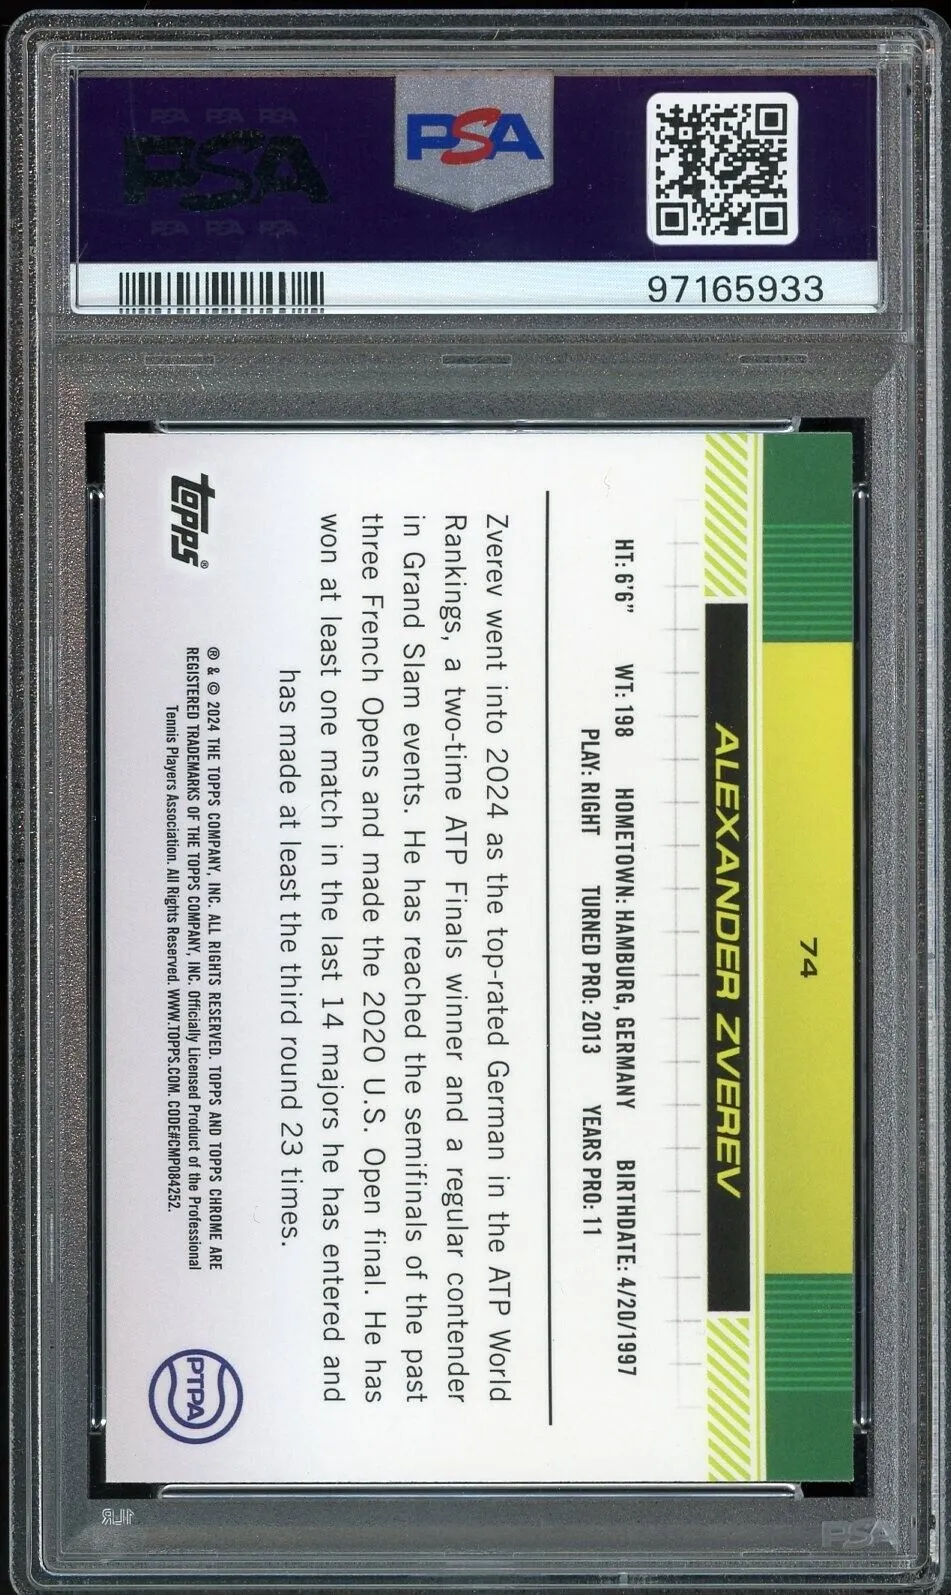 PSA PSA PSA
PSA
PSA PSA PSA
PSA
97165933
74
ALEXANDER ZVEREV
HT: 6'6" WT: 198 HOMETOWN: HAMBURG, GERMANY BIRTHDATE: 4/20/1997
PLAY: RIGHT TURNED PRO: 2013 YEARS PRO: 11
Zverev went into 2024 as the top-rated German in the ATP World
Rankings, a two-time ATP Finals winner and a regular contender
in Grand Slam events. He has reached the semifinals of the past
three French Opens and made the 2020 U.S. Open final. He has
won at least one match in the last 14 majors he has entered and
has made at least the third round 23 times.
topps®
® & © 2024 THE TOPPS COMPANY, INC. ALL RIGHTS RESERVED. TOPPS AND TOPPS CHROME ARE
REGISTERED TRADEMARKS OF THE TOPPS COMPANY, INC. Officially Licensed Product of the Professional
Tennis Players Association. All Rights Reserved. WWW.TOPPS.COM. CODE#CMP084252.
PTPA
PSA